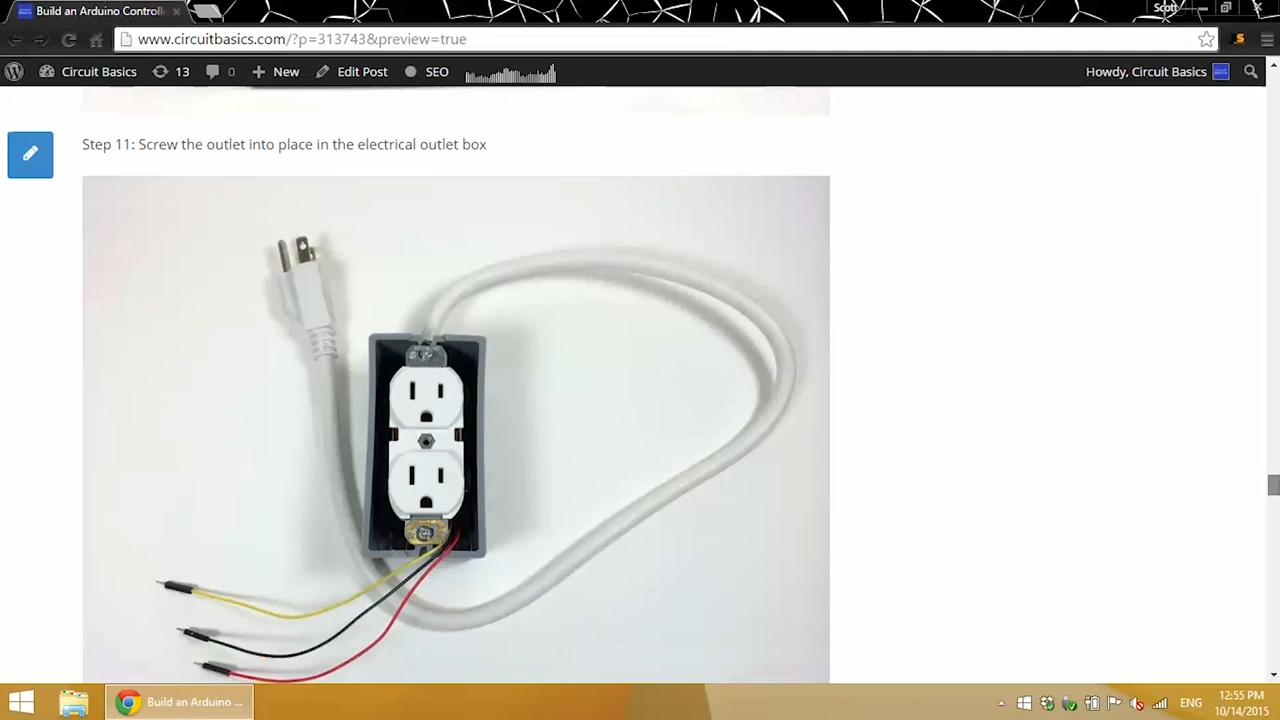 Build an Arduino Controll
Scott
www.circuitbasics.com/?p=313743&preview=true
Circuit Basics 13 0 New Edit Post SEO Howdy, Circuit Basics
Step 11: Screw the outlet into place in the electrical outlet box
Build an Arduino ...
ENG
12:55 PM
10/14/2015